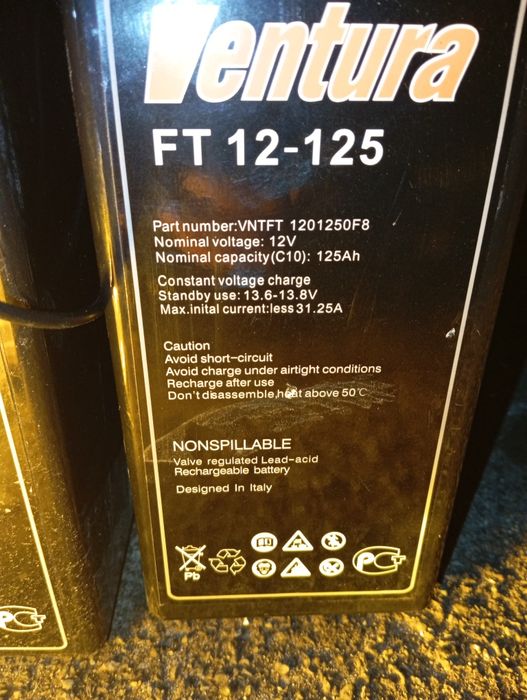 Ventura
FT 12-125
Part number:VNTFT 1201250F8
Nominal voltage: 12V
Nominal capacity(C10): 125Ah
Constant voltage charge
Standby use: 13.6-13.8V
Max.inital current:less 31.25A
Caution
Avoid short-circuit
Avoid charge under airtight conditions
Recharge after use
Don't disassemble,heat above 50℃
NONSPILLABLE
Valve regulated Lead-acid
Rechargeable battery
Designed In Italy
Pb